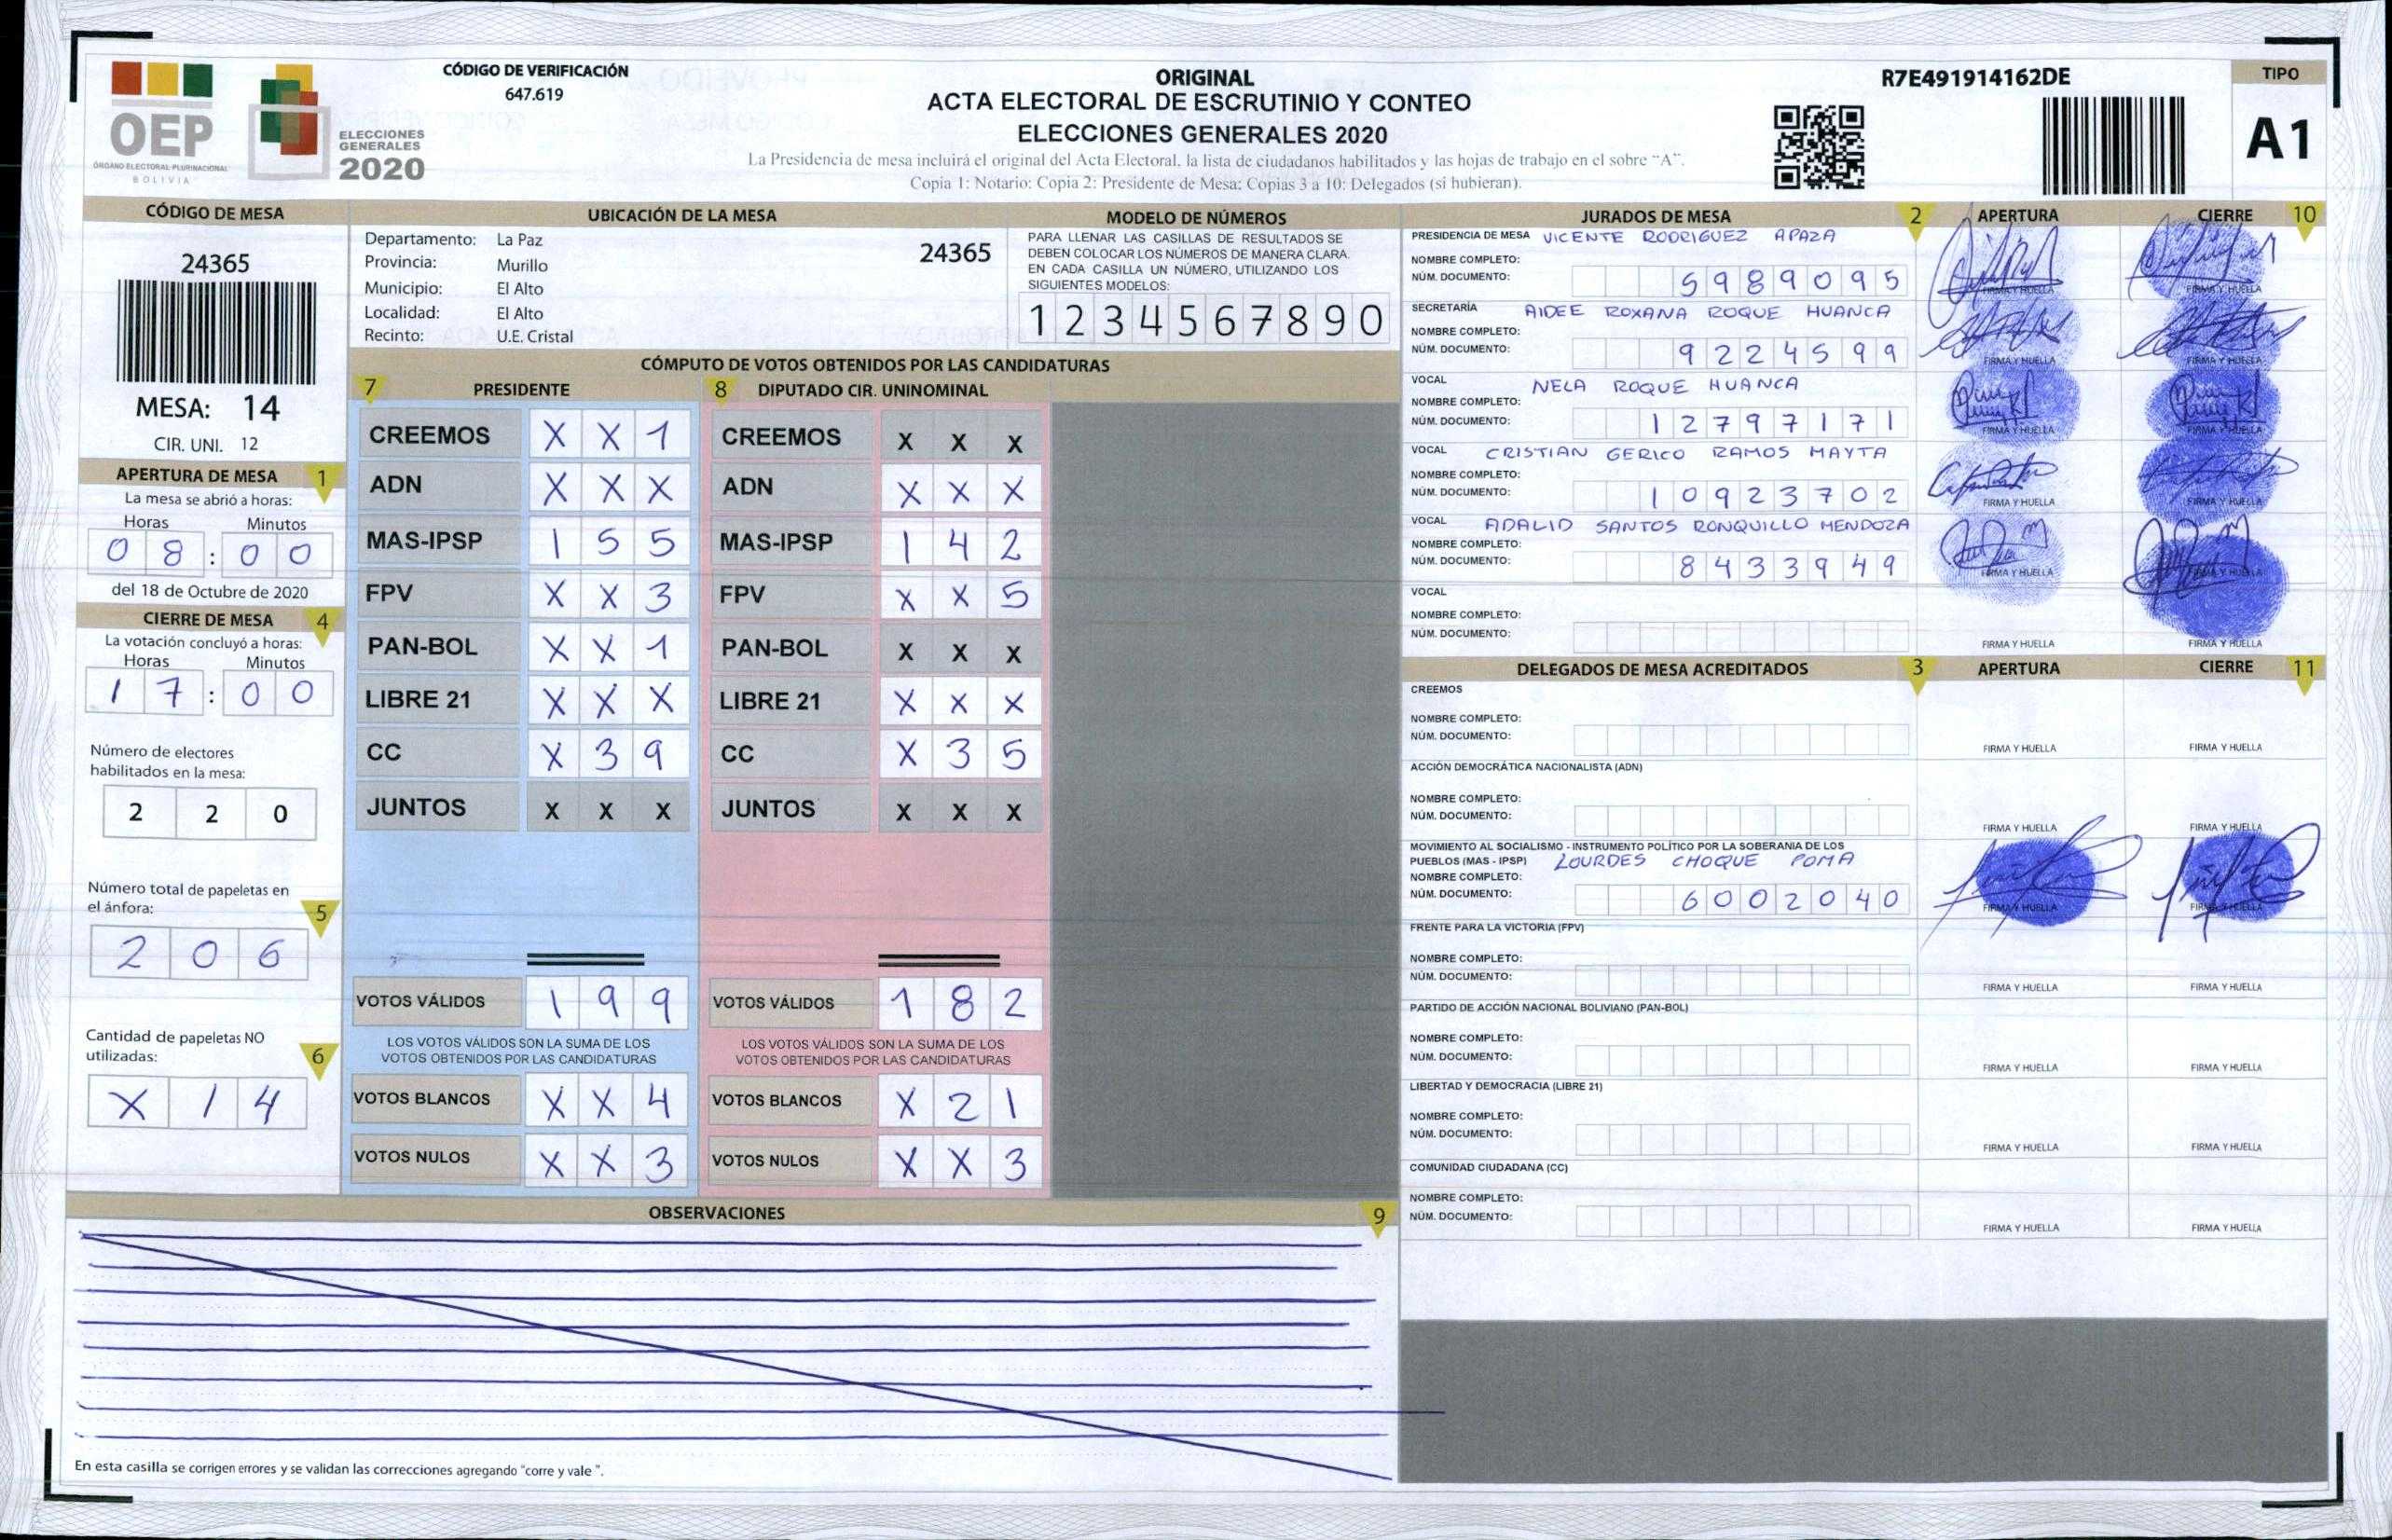 OEP
ÓRGANO ELECTORAL PLURINACIONAL
BOLIVIA
ELECCIONES
GENERALES
2020
CÓDIGO DE VERIFICACIÓN
647.619
ORIGINAL
ACTA ELECTORAL DE ESCRUTINIO Y CONTEO
ELECCIONES GENERALES 2020
La Presidencia de mesa incluirá el original del Acta Electoral, la lista de ciudadanos habilitados y las hojas de trabajo en el sobre "A".
Copia 1: Notario; Copia 2: Presidente de Mesa; Copias 3 a 10: Delegados (si hubieran).
R7E491914162DE
TIPO
A1
CÓDIGO DE MESA
24365
MESA: 14
CIR. UNI. 12
APERTURA DE MESA 1
La mesa se abrió a horas:
Horas Minutos
0 8 : 0 0
del 18 de Octubre de 2020
CIERRE DE MESA 4
La votación concluyó a horas:
Horas Minutos
1 7 : 0 0
Número de electores
habilitados en la mesa:
2 2 0
Número total de papeletas en
el ánfora: 5
2 0 6
Cantidad de papeletas NO
utilizadas: 6
X 1 4
UBICACIÓN DE LA MESA
Departamento: La Paz
Provincia: Murillo
Municipio: El Alto
Localidad: El Alto
Recinto: U.E. Cristal
24365
MODELO DE NÚMEROS
PARA LLENAR LAS CASILLAS DE RESULTADOS SE
DEBEN COLOCAR LOS NÚMEROS DE MANERA CLARA.
EN CADA CASILLA UN NÚMERO, UTILIZANDO LOS
SIGUIENTES MODELOS:
1 2 3 4 5 6 7 8 9 0
CÓMPUTO DE VOTOS OBTENIDOS POR LAS CANDIDATURAS
7 PRESIDENTE
CREEMOS X X 1
ADN X X X
MAS-IPSP 1 5 5
FPV X X 3
PAN-BOL X X 1
LIBRE 21 X X X
CC X 3 9
JUNTOS X X X
VOTOS VÁLIDOS 1 9 9
LOS VOTOS VÁLIDOS SON LA SUMA DE LOS
VOTOS OBTENIDOS POR LAS CANDIDATURAS
VOTOS BLANCOS X X 4
VOTOS NULOS X X 3
8 DIPUTADO CIR. UNINOMINAL
CREEMOS X X X
ADN X X X
MAS-IPSP 1 4 2
FPV X X 5
PAN-BOL X X X
LIBRE 21 X X X
CC X 3 5
JUNTOS X X X
VOTOS VÁLIDOS 1 8 2
LOS VOTOS VÁLIDOS SON LA SUMA DE LOS
VOTOS OBTENIDOS POR LAS CANDIDATURAS
VOTOS BLANCOS X 2 1
VOTOS NULOS X X 3
OBSERVACIONES 9
En esta casilla se corrigen errores y se validan las correcciones agregando "corre y vale ".
JURADOS DE MESA 2 APERTURA CIERRE 10
PRESIDENCIA DE MESA VICENTE RODRIGUEZ APAZA
NOMBRE COMPLETO:
NÚM. DOCUMENTO: 5989095
FIRMA Y HUELLA FIRMA Y HUELLA
SECRETARÍA AIDEE ROXANA ROQUE HUANCA
NOMBRE COMPLETO:
NÚM. DOCUMENTO: 9224599
FIRMA Y HUELLA FIRMA Y HUELLA
VOCAL NELA ROQUE HUANCA
NOMBRE COMPLETO:
NÚM. DOCUMENTO: 12797171
FIRMA Y HUELLA FIRMA Y HUELLA
VOCAL CRISTIAN GERICO RAMOS MAYTA
NOMBRE COMPLETO:
NÚM. DOCUMENTO: 10923702
FIRMA Y HUELLA FIRMA Y HUELLA
VOCAL ADALID SANTOS RONQUILLO MENDOZA
NOMBRE COMPLETO:
NÚM. DOCUMENTO: 8433949
FIRMA Y HUELLA FIRMA Y HUELLA
VOCAL
NOMBRE COMPLETO:
NÚM. DOCUMENTO:
FIRMA Y HUELLA FIRMA Y HUELLA
DELEGADOS DE MESA ACREDITADOS 3 APERTURA CIERRE 11
CREEMOS
NOMBRE COMPLETO:
NÚM. DOCUMENTO:
FIRMA Y HUELLA FIRMA Y HUELLA
ACCIÓN DEMOCRÁTICA NACIONALISTA (ADN)
NOMBRE COMPLETO:
NÚM. DOCUMENTO:
FIRMA Y HUELLA FIRMA Y HUELLA
MOVIMIENTO AL SOCIALISMO - INSTRUMENTO POLÍTICO POR LA SOBERANIA DE LOS
PUEBLOS (MAS - IPSP) LOURDES CHOQUE POMA
NOMBRE COMPLETO:
NÚM. DOCUMENTO: 6002040
FIRMA Y HUELLA FIRMA Y HUELLA
FRENTE PARA LA VICTORIA (FPV)
NOMBRE COMPLETO:
NÚM. DOCUMENTO:
FIRMA Y HUELLA FIRMA Y HUELLA
PARTIDO DE ACCIÓN NACIONAL BOLIVIANO (PAN-BOL)
NOMBRE COMPLETO:
NÚM. DOCUMENTO:
FIRMA Y HUELLA FIRMA Y HUELLA
LIBERTAD Y DEMOCRACIA (LIBRE 21)
NOMBRE COMPLETO:
NÚM. DOCUMENTO:
FIRMA Y HUELLA FIRMA Y HUELLA
COMUNIDAD CIUDADANA (CC)
NOMBRE COMPLETO:
NÚM. DOCUMENTO:
FIRMA Y HUELLA FIRMA Y HUELLA